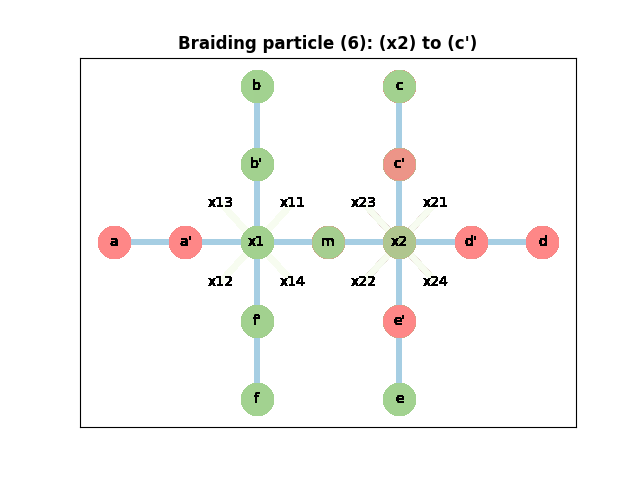 Braiding particle (6): (x2) to (c')
b c
b' c'
x13 x11 x23 x21
a a' x1 m x2 d' d
x12 x14 x22 x24
f' e'
f e